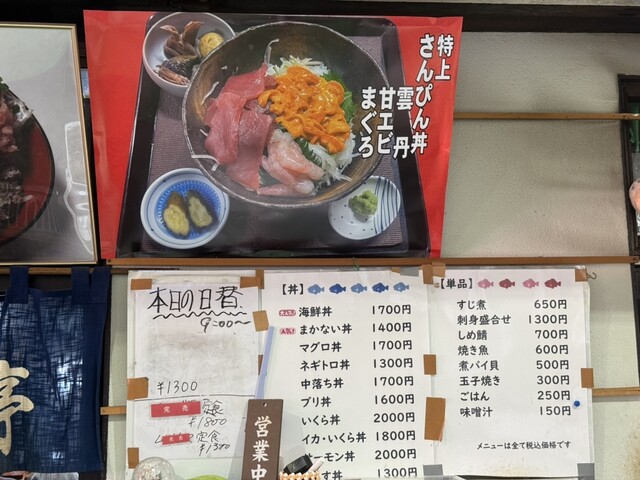 特上
さんぴん丼
雲丹
甘エビ
まぐろ
本日の日替
9:00〜
¥1300
完売 定食
¥1800
完売 定食
¥1300
営業中
【丼】
海鮮丼 1700円
まかない丼 1400円
マグロ丼 1700円
ネギトロ丼 1300円
中落ち丼 1700円
ブリ丼 1600円
いくら丼 2000円
イカ・いくら丼 1800円
サーモン丼 2000円
す丼 1300円
【単品】
すじ煮 650円
刺身盛合せ 1300円
しめ鯖 700円
焼き魚 600円
煮パイ貝 500円
玉子焼き 300円
ごはん 250円
味噌汁 150円
メニューは全て税込価格です
亭